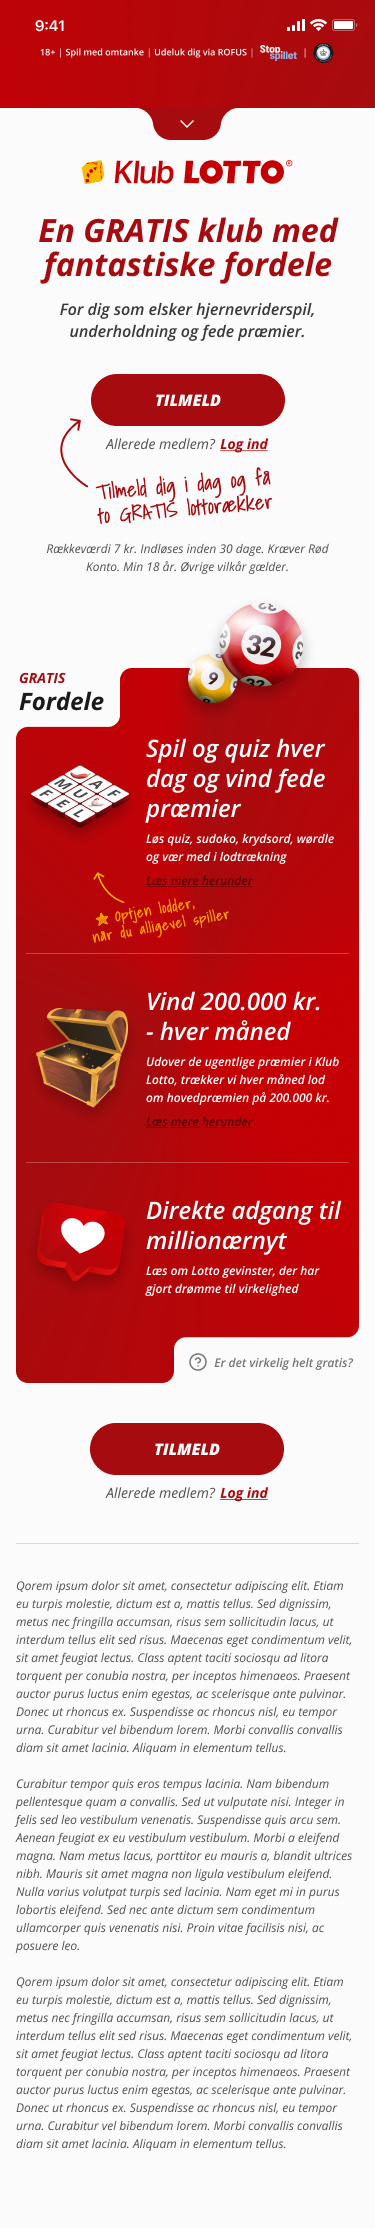 9:41
18+ | Spil med omtanke | Udeluk dig via ROFUS | Stop spillet |
Klub LOTTO®
En GRATIS klub med
fantastiske fordele
For dig som elsker hjernevriderspil,
underholdning og fede præmier.
TILMELD
Allerede medlem? Log ind
Tilmeld dig i dag og få
to GRATIS lottorækker
Rækkeværdi 7 kr. Indløses inden 30 dage. Kræver Rød
Konto. Min 18 år. Øvrige vilkår gælder.
32
9
32
GRATIS
Fordele
Spil og quiz hver
dag og vind fede
præmier
Løs quiz, sudoko, krydsord, wørdle
og vær med i lodtrækning
Læs mere herunder
A F
M U
F E L
Optjen lodder,
når du alligevel spiller
Vind 200.000 kr.
- hver måned
Udover de ugentlige præmier i Klub
Lotto, trækker vi hver måned lod
om hovedpræmien på 200.000 kr.
Læs mere herunder
Direkte adgang til
millionærnyt
Læs om Lotto gevinster, der har
gjort drømme til virkelighed
? Er det virkelig helt gratis?
TILMELD
Allerede medlem? Log ind
Qorem ipsum dolor sit amet, consectetur adipiscing elit. Etiam
eu turpis molestie, dictum est a, mattis tellus. Sed dignissim,
metus nec fringilla accumsan, risus sem sollicitudin lacus, ut
interdum tellus elit sed risus. Maecenas eget condimentum velit,
sit amet feugiat lectus. Class aptent taciti sociosqu ad litora
torquent per conubia nostra, per inceptos himenaeos. Praesent
auctor purus luctus enim egestas, ac scelerisque ante pulvinar.
Donec ut rhoncus ex. Suspendisse ac rhoncus nisl, eu tempor
urna. Curabitur vel bibendum lorem. Morbi convallis convallis
diam sit amet lacinia. Aliquam in elementum tellus.
Curabitur tempor quis eros tempus lacinia. Nam bibendum
pellentesque quam a convallis. Sed ut vulputate nisi. Integer in
felis sed leo vestibulum venenatis. Suspendisse quis arcu sem.
Aenean feugiat ex eu vestibulum vestibulum. Morbi a eleifend
magna. Nam metus lacus, porttitor eu mauris a, blandit ultrices
nibh. Mauris sit amet magna non ligula vestibulum eleifend.
Nulla varius volutpat turpis sed lacinia. Nam eget mi in purus
lobortis eleifend. Sed nec ante dictum sem condimentum
ullamcorper quis venenatis nisi. Proin vitae facilisis nisi, ac
posuere leo.
Qorem ipsum dolor sit amet, consectetur adipiscing elit. Etiam
eu turpis molestie, dictum est a, mattis tellus. Sed dignissim,
metus nec fringilla accumsan, risus sem sollicitudin lacus, ut
interdum tellus elit sed risus. Maecenas eget condimentum velit,
sit amet feugiat lectus. Class aptent taciti sociosqu ad litora
torquent per conubia nostra, per inceptos himenaeos. Praesent
auctor purus luctus enim egestas, ac scelerisque ante pulvinar.
Donec ut rhoncus ex. Suspendisse ac rhoncus nisl, eu tempor
urna. Curabitur vel bibendum lorem. Morbi convallis convallis
diam sit amet lacinia. Aliquam in elementum tellus.